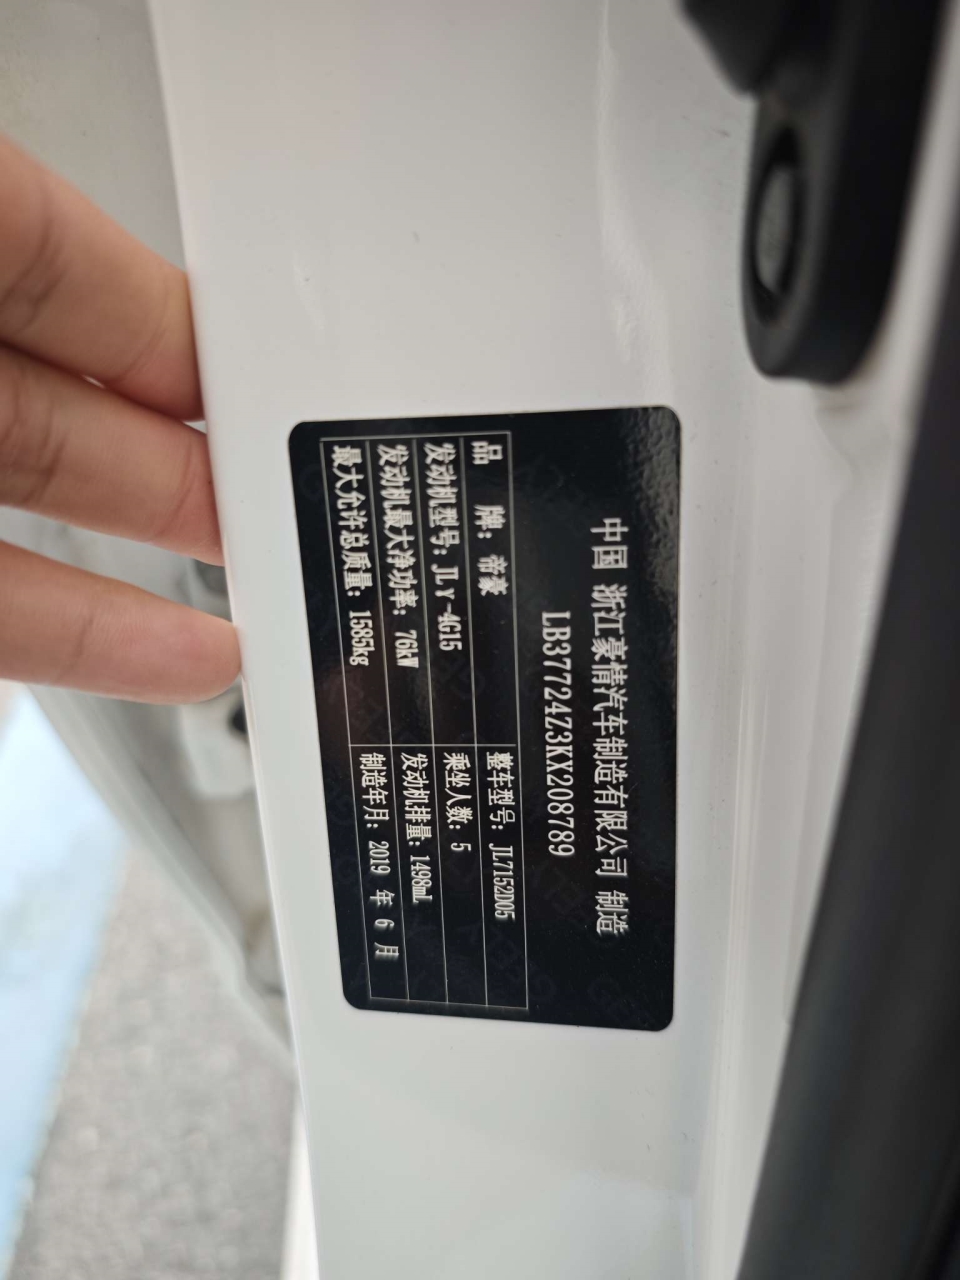 中国 浙江豪情汽车制造有限公司 制造
LB37724Z3KX208789
品 牌：帝豪 整车型号：JL7152D05
发动机型号：JLγ-4G15 乘坐人数：5
发动机最大净功率：76kW 发动机排量：1498mL
最大允许总质量：1585kg 制造年月：2019 年 6 月